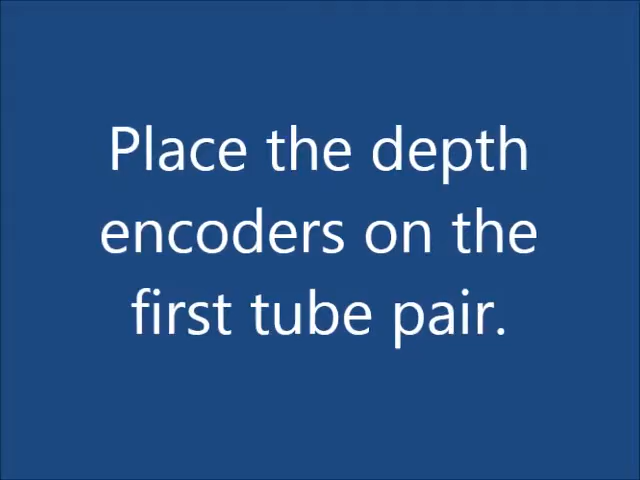 Place the depth
encoders on the
first tube pair.